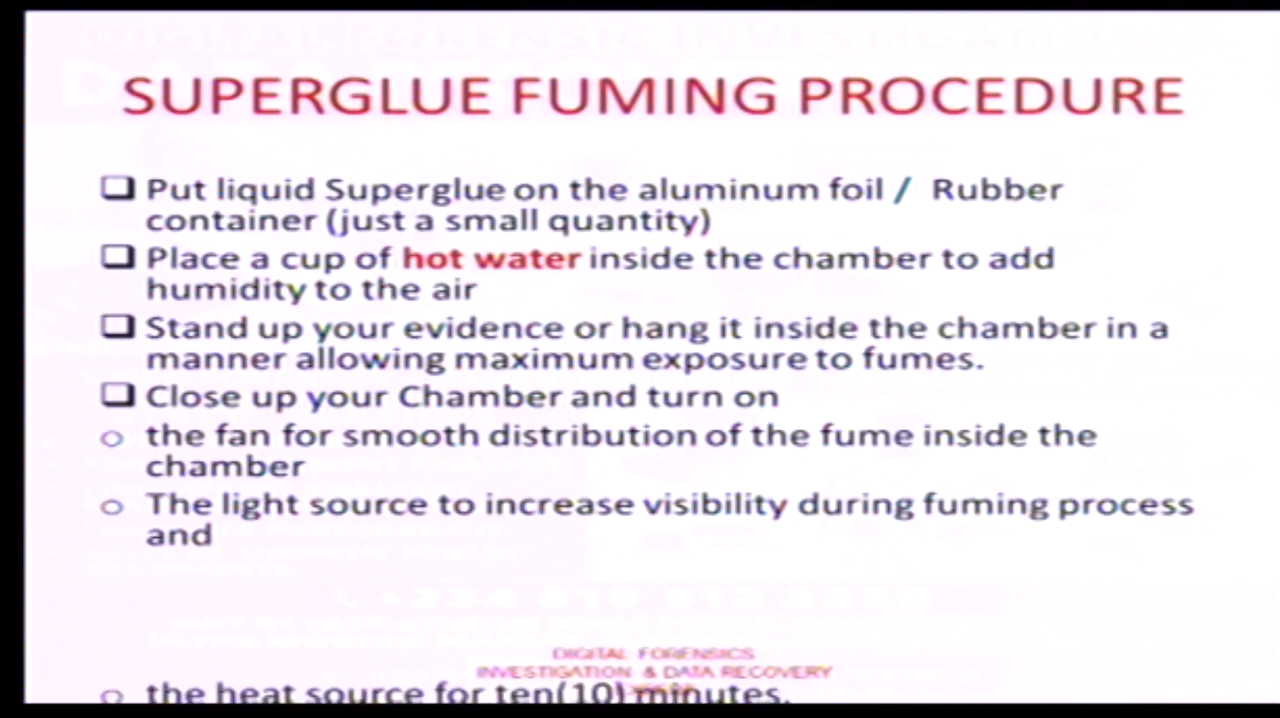 SUPERGLUE FUMING PROCEDURE
Put liquid Superglue on the aluminum foil / Rubber
container (just a small quantity)
Place a cup of hot water inside the chamber to add
humidity to the air
Stand up your evidence or hang it inside the chamber in a
manner allowing maximum exposure to fumes.
Close up your Chamber and turn on
the fan for smooth distribution of the fume inside the
chamber
The light source to increase visibility during fuming process
and
DIGITAL FORENSICS
INVESTIGATION & DATA RECOVERY
the heat source for ten(10) minutes.